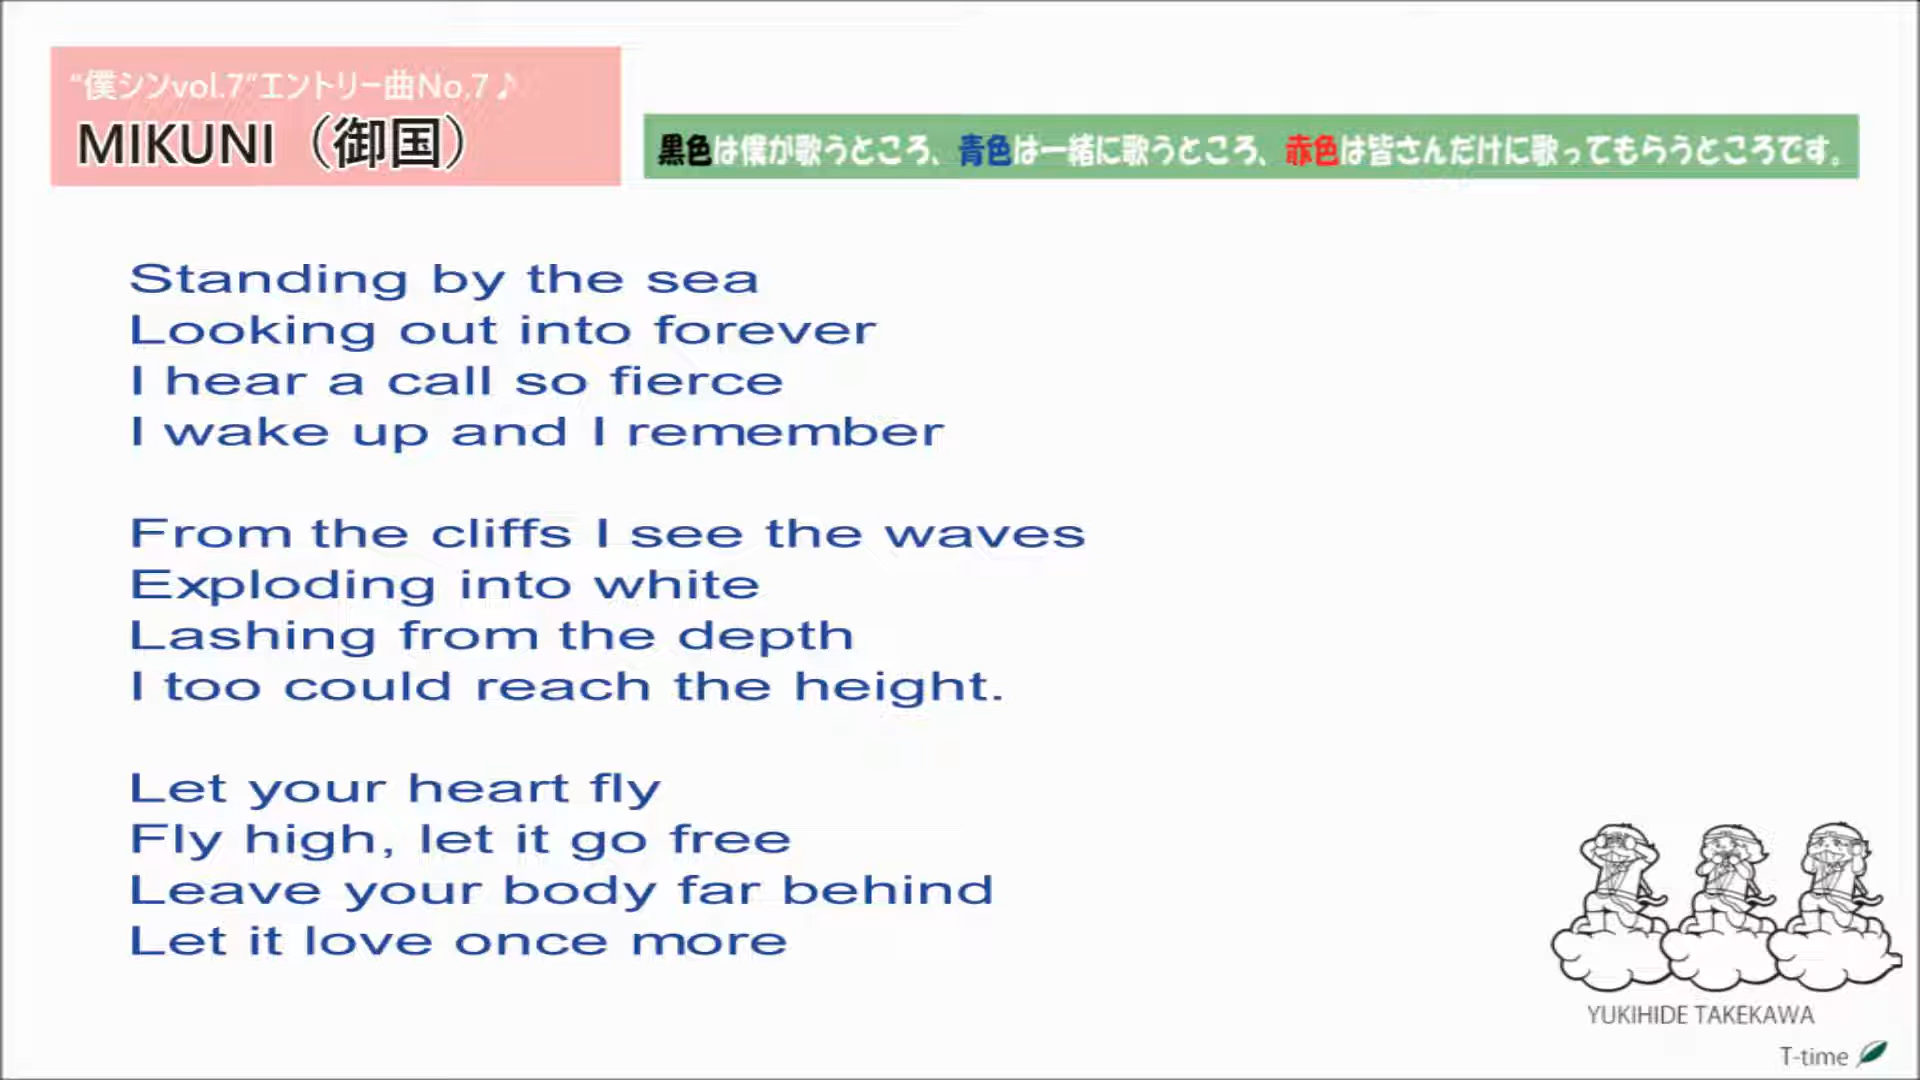 “僕シンvol.7”エントリー曲No,7♪
MIKUNI（御国）
黒色は僕が歌うところ、青色は一緒に歌うところ、赤色は皆さんだけに歌ってもらうところです。
Standing by the sea
Looking out into forever
I hear a call so fierce
I wake up and I remember
From the cliffs I see the waves
Exploding into white
Lashing from the depth
I too could reach the height.
Let your heart fly
Fly high, let it go free
Leave your body far behind
Let it love once more
YUKIHIDE TAKEKAWA
T-time